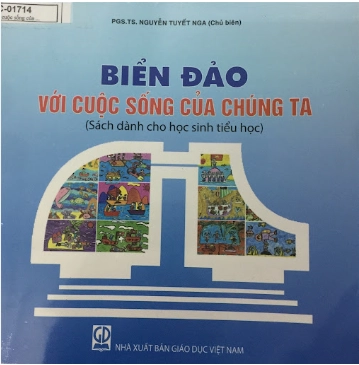 C-01714
PGS.TS. NGUYỄN TUYẾT NGA (Chủ biên)
BIỂN ĐẢO
VỚI CUỘC SỐNG CỦA CHÚNG TA
(Sách dành cho học sinh tiểu học)
NHÀ XUẤT BẢN GIÁO DỤC VIỆT NAM